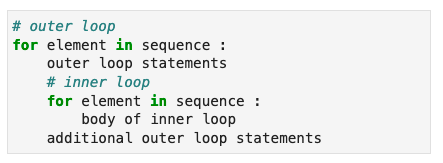 # outer loop
for element in sequence :
    outer loop statements
    # inner loop
    for element in sequence :
        body of inner loop
    additional outer loop statements